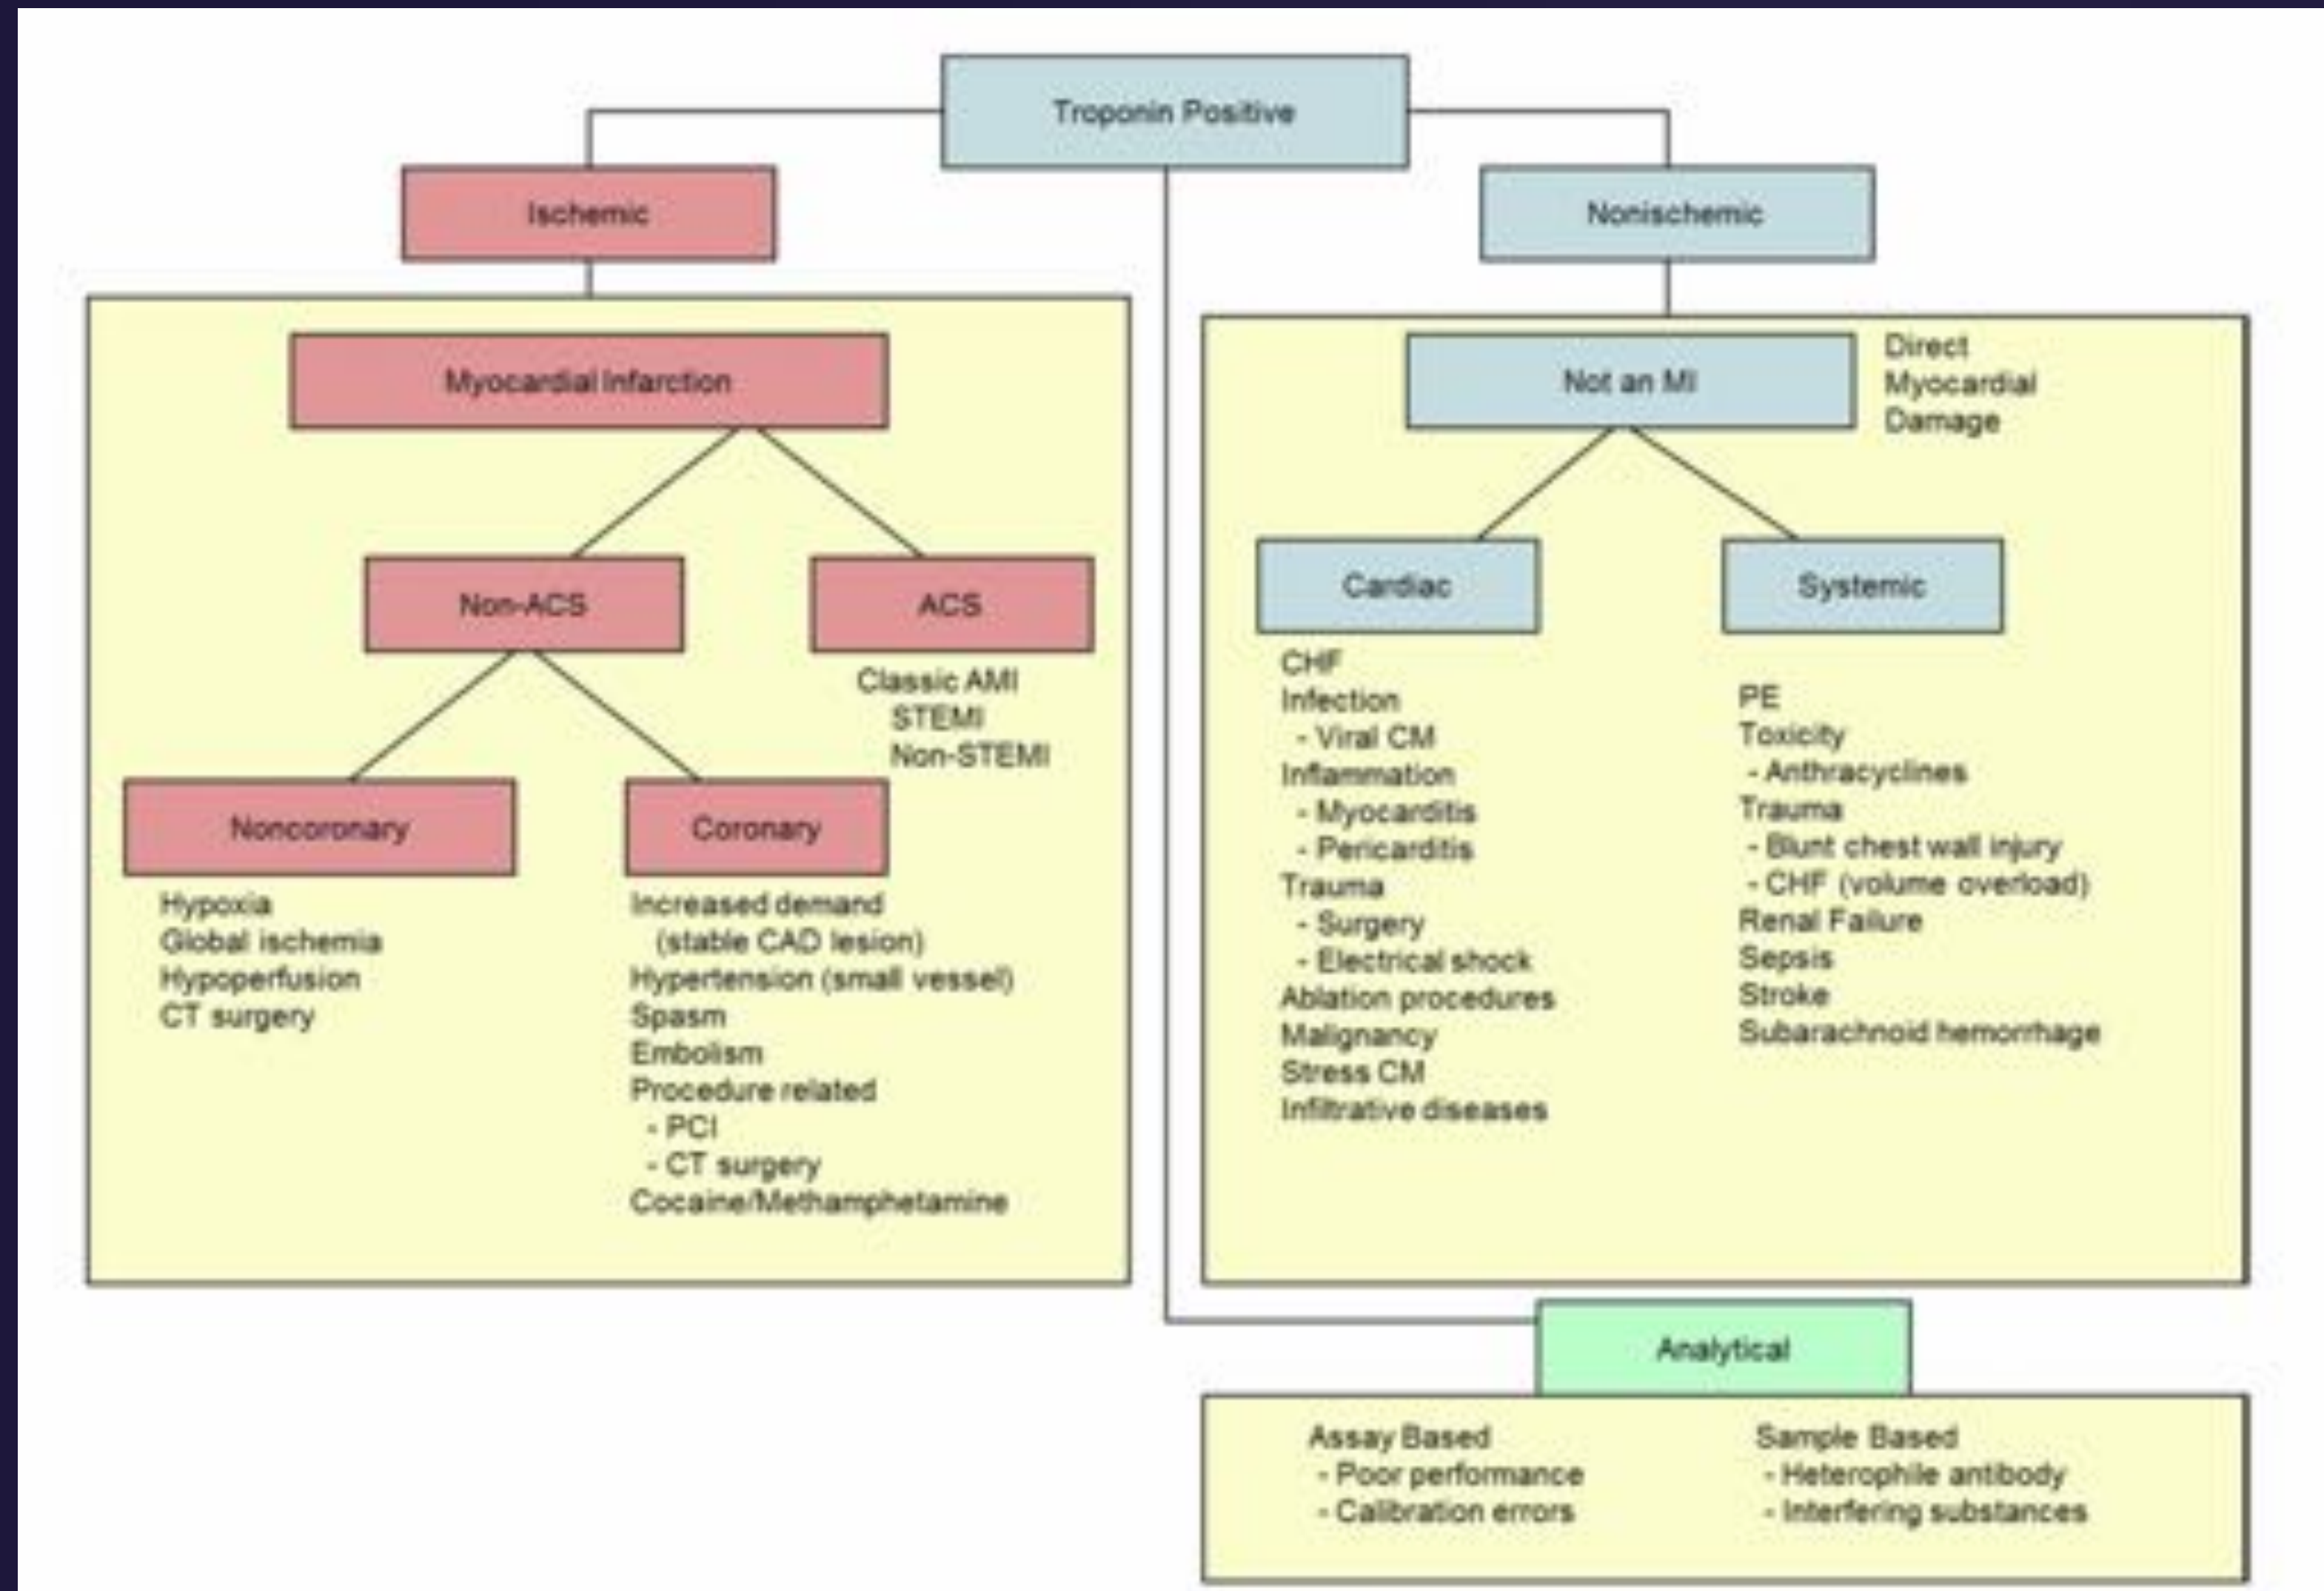 Troponin Positive
Ischemic
Nonischemic
Myocardial Infarction
Non-ACS
ACS
Classic AMI
STEMI
Non-STEMI
Noncoronary
Hypoxia
Global ischemia
Hypoperfusion
CT surgery
Coronary
Increased demand
(stable CAD lesion)
Hypertension (small vessel)
Spasm
Embolism
Procedure related
- PCI
- CT surgery
Cocaine/Methamphetamine
Not an MI
Direct
Myocardial
Damage
Cardiac
CHF
Infection
- Viral CM
Inflammation
- Myocarditis
- Pericarditis
Trauma
- Surgery
- Electrical shock
Ablation procedures
Malignancy
Stress CM
Infiltrative diseases
Systemic
PE
Toxicity
- Anthracyclines
Trauma
- Blunt chest wall injury
- CHF (volume overload)
Renal Failure
Sepsis
Stroke
Subarachnoid hemorrhage
Analytical
Assay Based
- Poor performance
- Calibration errors
Sample Based
- Heterophile antibody
- Interfering substances